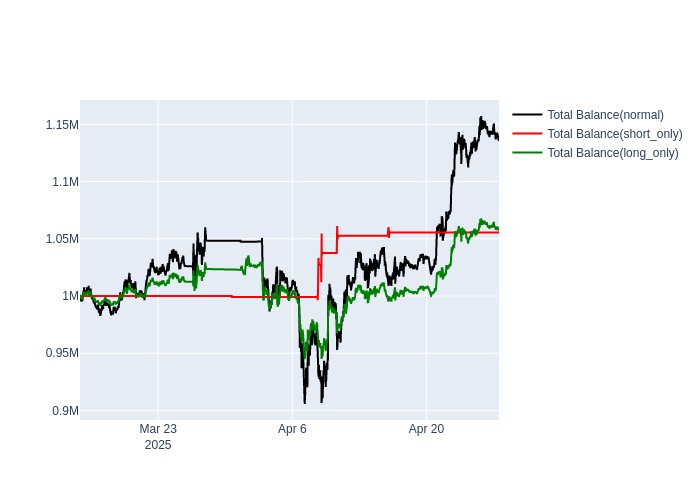 Total Balance(normal)
Total Balance(short_only)
Total Balance(long_only)
1.15M
1.1M
1.05M
1M
0.95M
0.9M
Mar 23
2025
Apr 6
Apr 20